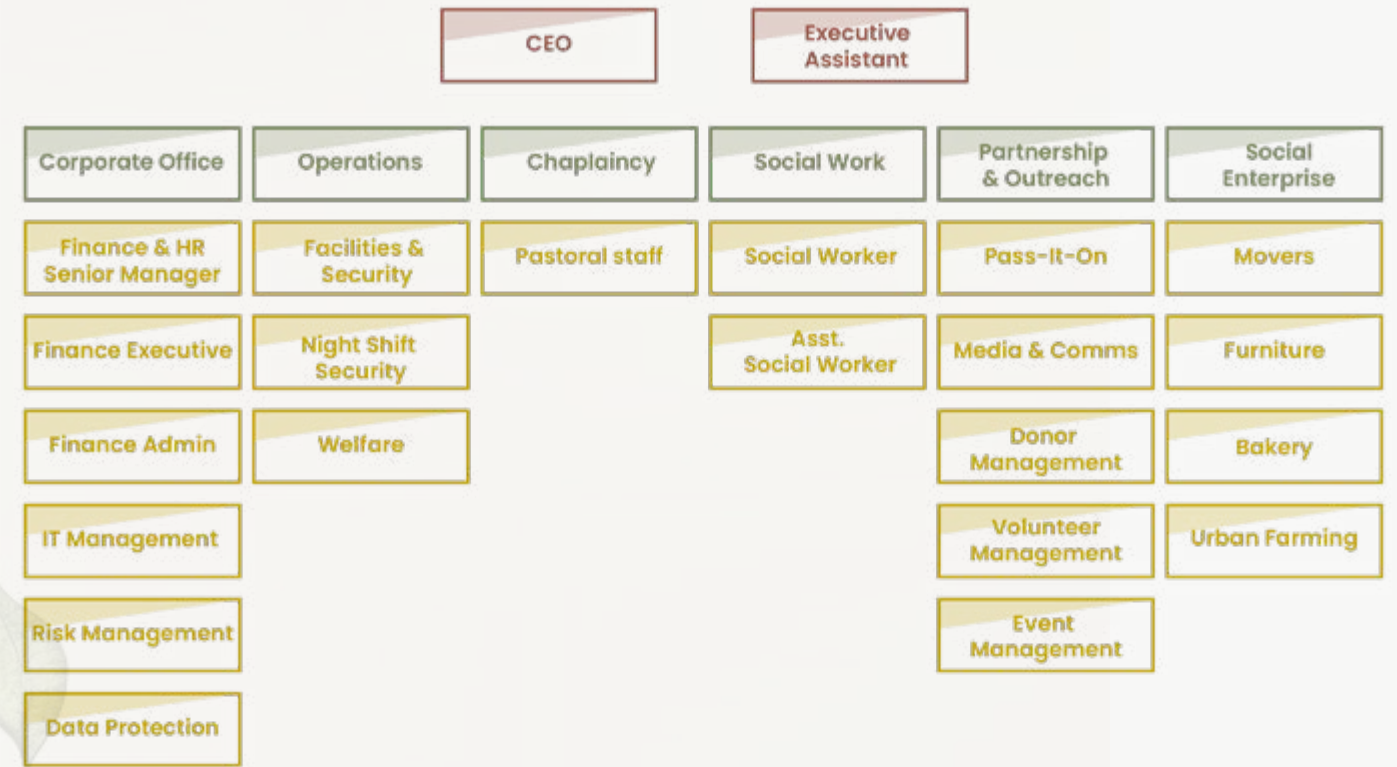 CEO
Executive
Assistant
Corporate Office
Operations
Chaplaincy
Social Work
Partnership
& Outreach
Social
Enterprise
Finance & HR
Senior Manager
Facilities &
Security
Pastoral staff
Social Worker
Pass-It-On
Movers
Finance Executive
Night Shift
Security
Asst.
Social Worker
Media & Comms
Furniture
Finance Admin
Welfare
Donor
Management
Bakery
IT Management
Volunteer
Management
Urban Farming
Risk Management
Event
Management
Data Protection